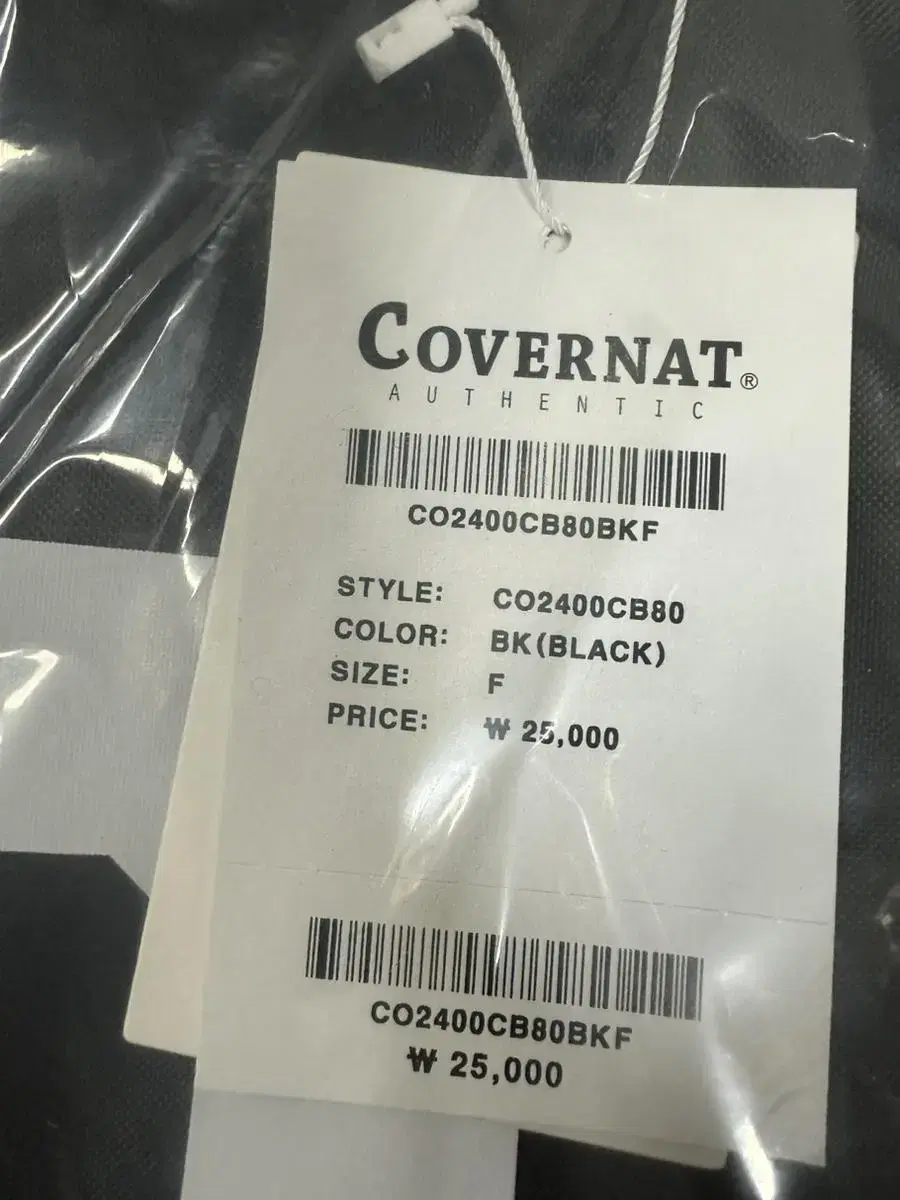 COVERNAT®
AUTHENTIC
CO2400CB80BKF
STYLE: CO2400CB80
COLOR: BK(BLACK)
SIZE: F
PRICE: ₩ 25,000
CO2400CB80BKF
₩ 25,000